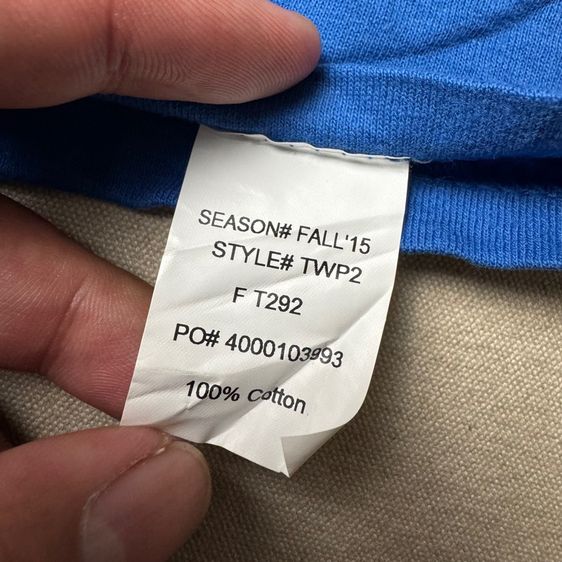 SEASON# FALL'15
STYLE# TWP2
F T292
PO# 4000103993
100% Cotton